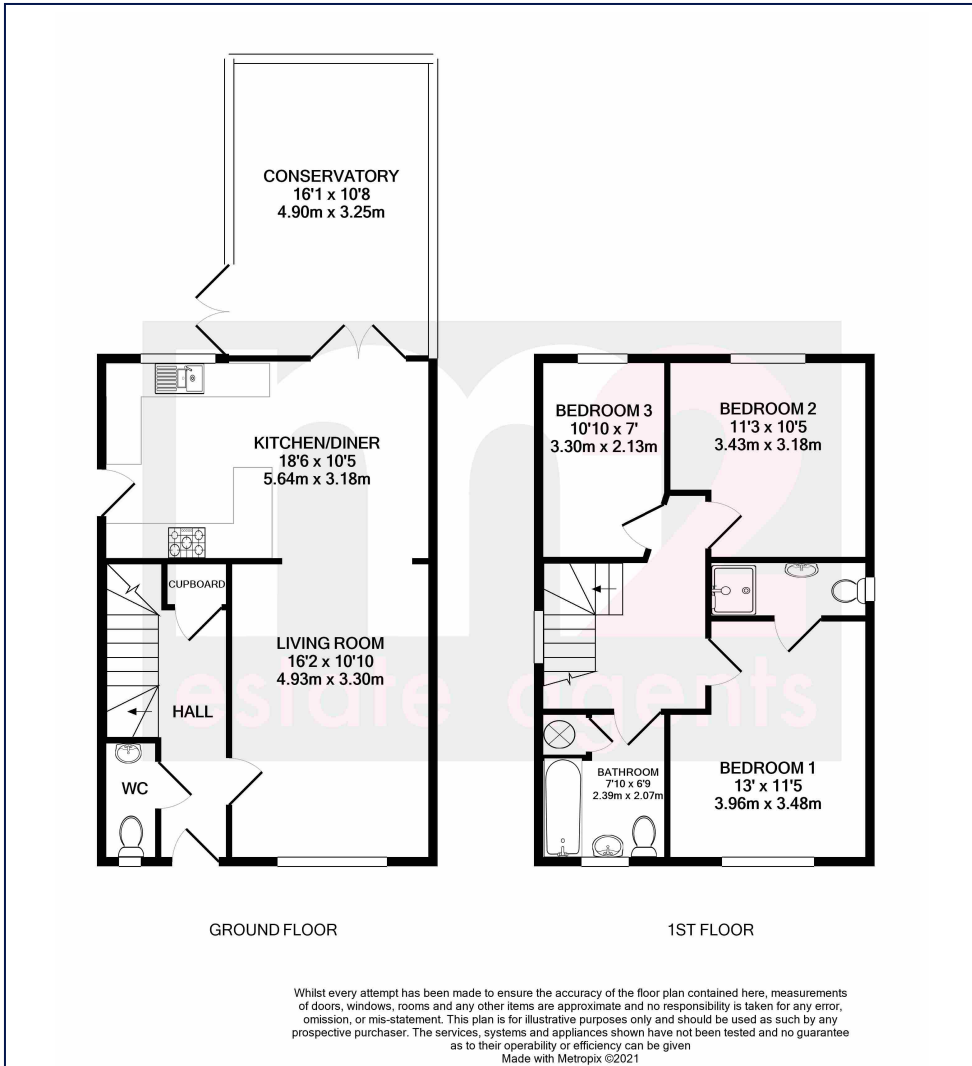 CONSERVATORY
16'1 x 10'8
4.90m x 3.25m
KITCHEN/DINER
18'6 x 10'5
5.64m x 3.18m
CUPBOARD
LIVING ROOM
16'2 x 10'10
4.93m x 3.30m
HALL
WC
GROUND FLOOR
BEDROOM 3
10'10 x 7'
3.30m x 2.13m
BEDROOM 2
11'3 x 10'5
3.43m x 3.18m
BATHROOM
7'10 x 6'9
2.39m x 2.07m
BEDROOM 1
13' x 11'5
3.96m x 3.48m
1ST FLOOR
m2
estate agents
Whilst every attempt has been made to ensure the accuracy of the floor plan contained here, measurements
of doors, windows, rooms and any other items are approximate and no responsibility is taken for any error,
omission, or mis-statement. This plan is for illustrative purposes only and should be used as such by any
prospective purchaser. The services, systems and appliances shown have not been tested and no guarantee
as to their operability or efficiency can be given
Made with Metropix ©2021